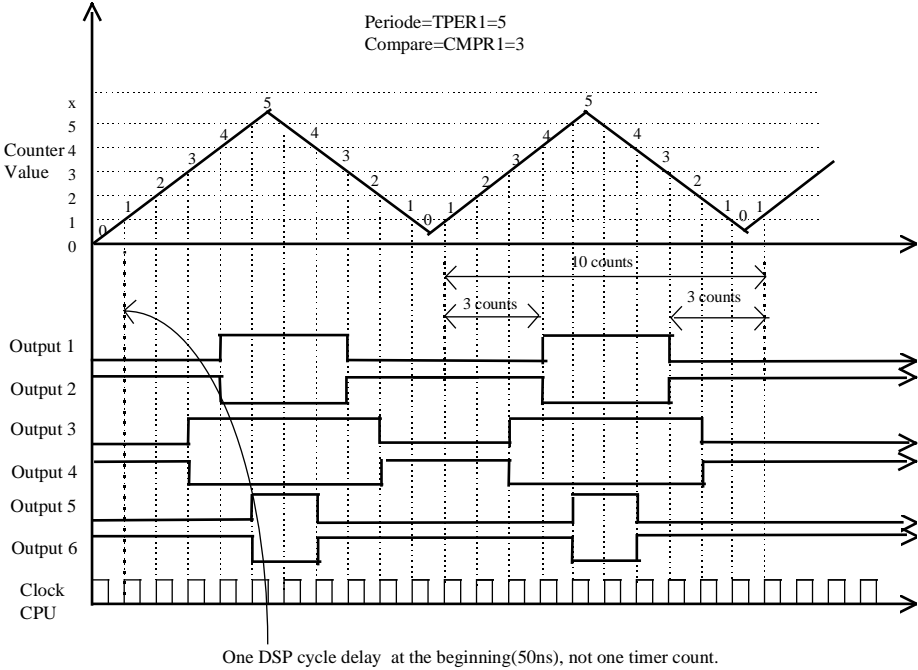 Periode=TPER1=5
Compare=CMPR1=3
x
5
Counter 4
Value 3
2
1
0
0 1 2 3 4 5 4 3 2 1 0 1 2 3 4 5 4 3 2 1 0 1
10 counts
3 counts 3 counts
Output 1
Output 2
Output 3
Output 4
Output 5
Output 6
Clock
CPU
One DSP cycle delay at the beginning(50ns), not one timer count.